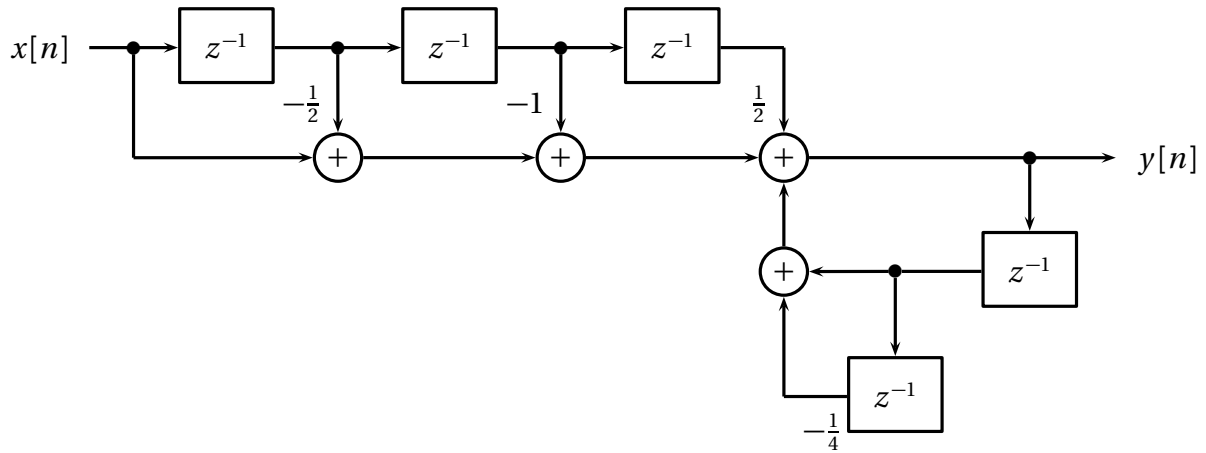 x[n] z⁻¹ z⁻¹ z⁻¹
−½ −1 ½
+ + + y[n]
+ z⁻¹
z⁻¹
−¼